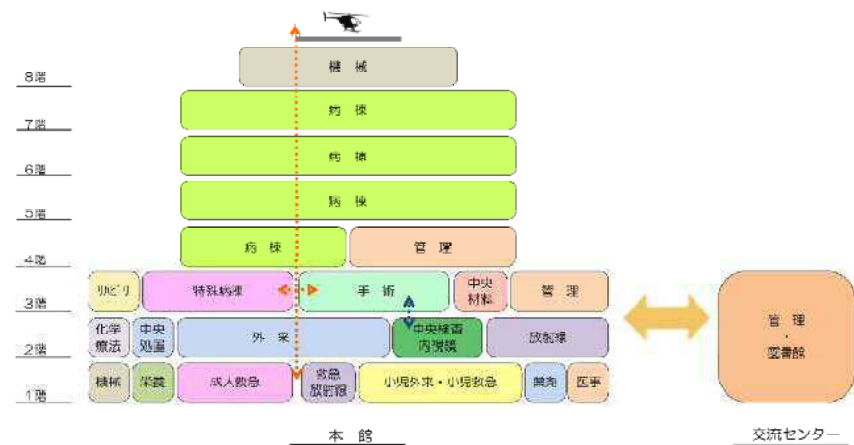 8階
機 械
7階
病 棟
6階
病 棟
5階
病 棟
4階
病 棟
管 理
3階
リハビリ
特殊病棟
手 術
中央
材料
管 理
2階
化学
療法
中央
処置
外 来
中央検査
内視鏡
放射線
1階
機械
栄養
成人救急
救急
放射線
小児外来・小児救急
薬剤
医事
管 理
・
図書館
本 館
交流センター